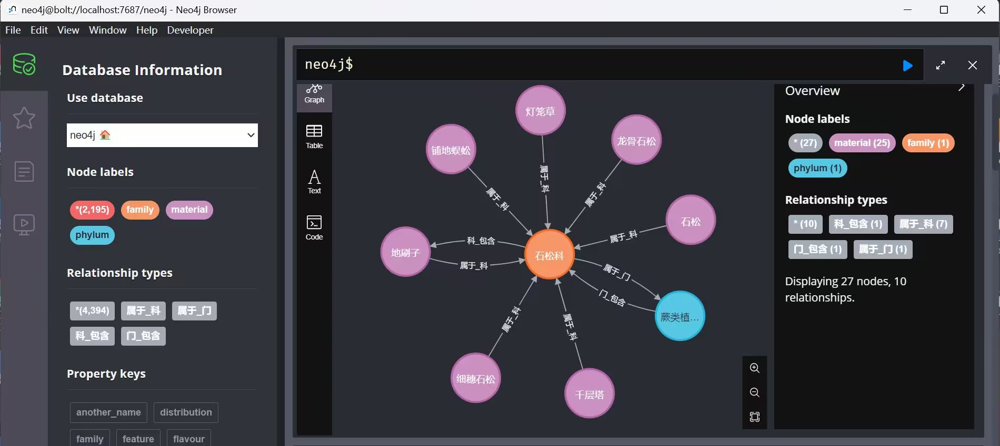 neo4j@bolt://localhost:7687/neo4j - Neo4j Browser
File Edit View Window Help Developer
Database Information
Use database
neo4j
Node labels
*(2,195) family material
phylum
Relationship types
*(4,394) 属于_科 属于_门
科_包含 门_包含
Property keys
another_name distribution
family feature flavour
neo4j$
Graph
Table
Text
Code
灯笼草
龙骨石松
铺地蜈蚣
石松
地刷子
石松科
蕨类植...
细穗石松
千层塔
属于_科
属于_科
属于_科
属于_科
科_包含
属于_科
属于_门
门_包含
属于_科
属于_科
Overview
Node labels
* (27) material (25) family (1)
phylum (1)
Relationship types
* (10) 科_包含 (1) 属于_科 (7)
门_包含 (1) 属于_门 (1)
Displaying 27 nodes, 10
relationships.